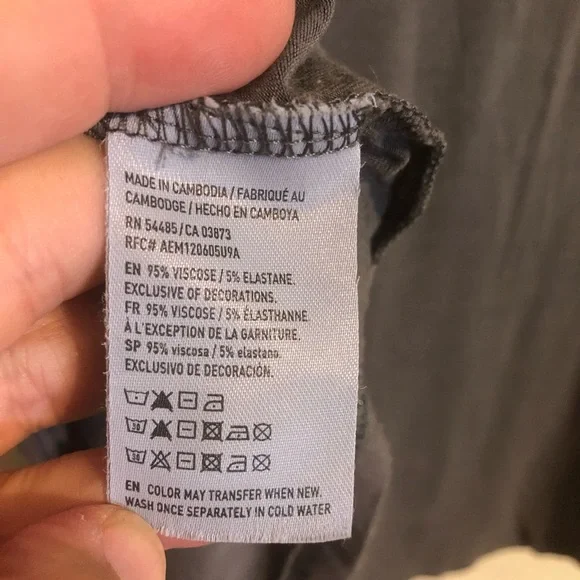 MADE IN CAMBODIA / FABRIQUÉ AU
CAMBODGE / HECHO EN CAMBOYA
RN 54485 / CA 03873
RFC# AEM120605U9A
EN 95% VISCOSE / 5% ELASTANE.
EXCLUSIVE OF DECORATIONS.
FR 95% VISCOSE / 5% ÉLASTHANNE.
À L'EXCEPTION DE LA GARNITURE.
SP 95% viscosa / 5% elastano.
EXCLUSIVO DE DECORACIÓN.
30
30
EN COLOR MAY TRANSFER WHEN NEW.
WASH ONCE SEPARATELY IN COLD WATER